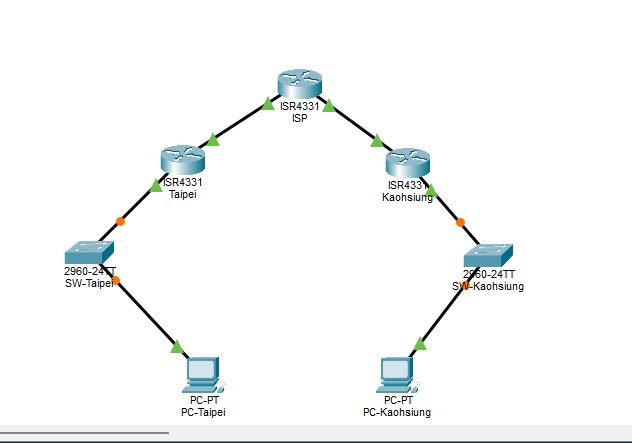 ISR4331
ISP
ISR4331
Taipei
ISR4331
Kaohsiung
2960-24TT
SW-Taipei
2960-24TT
SW-Kaohsiung
PC-PT
PC-Taipei
PC-PT
PC-Kaohsiung